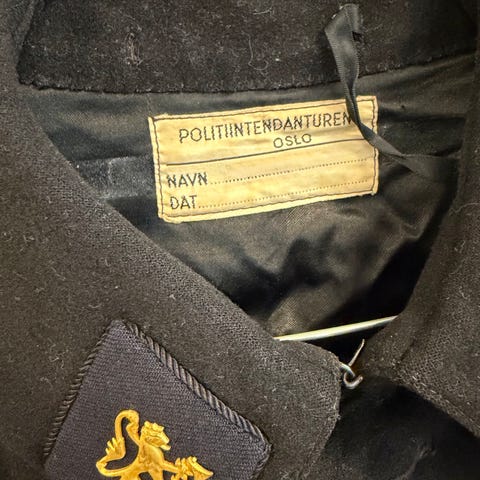 POLITIINTENDANTUREN
OSLO
NAVN
DAT